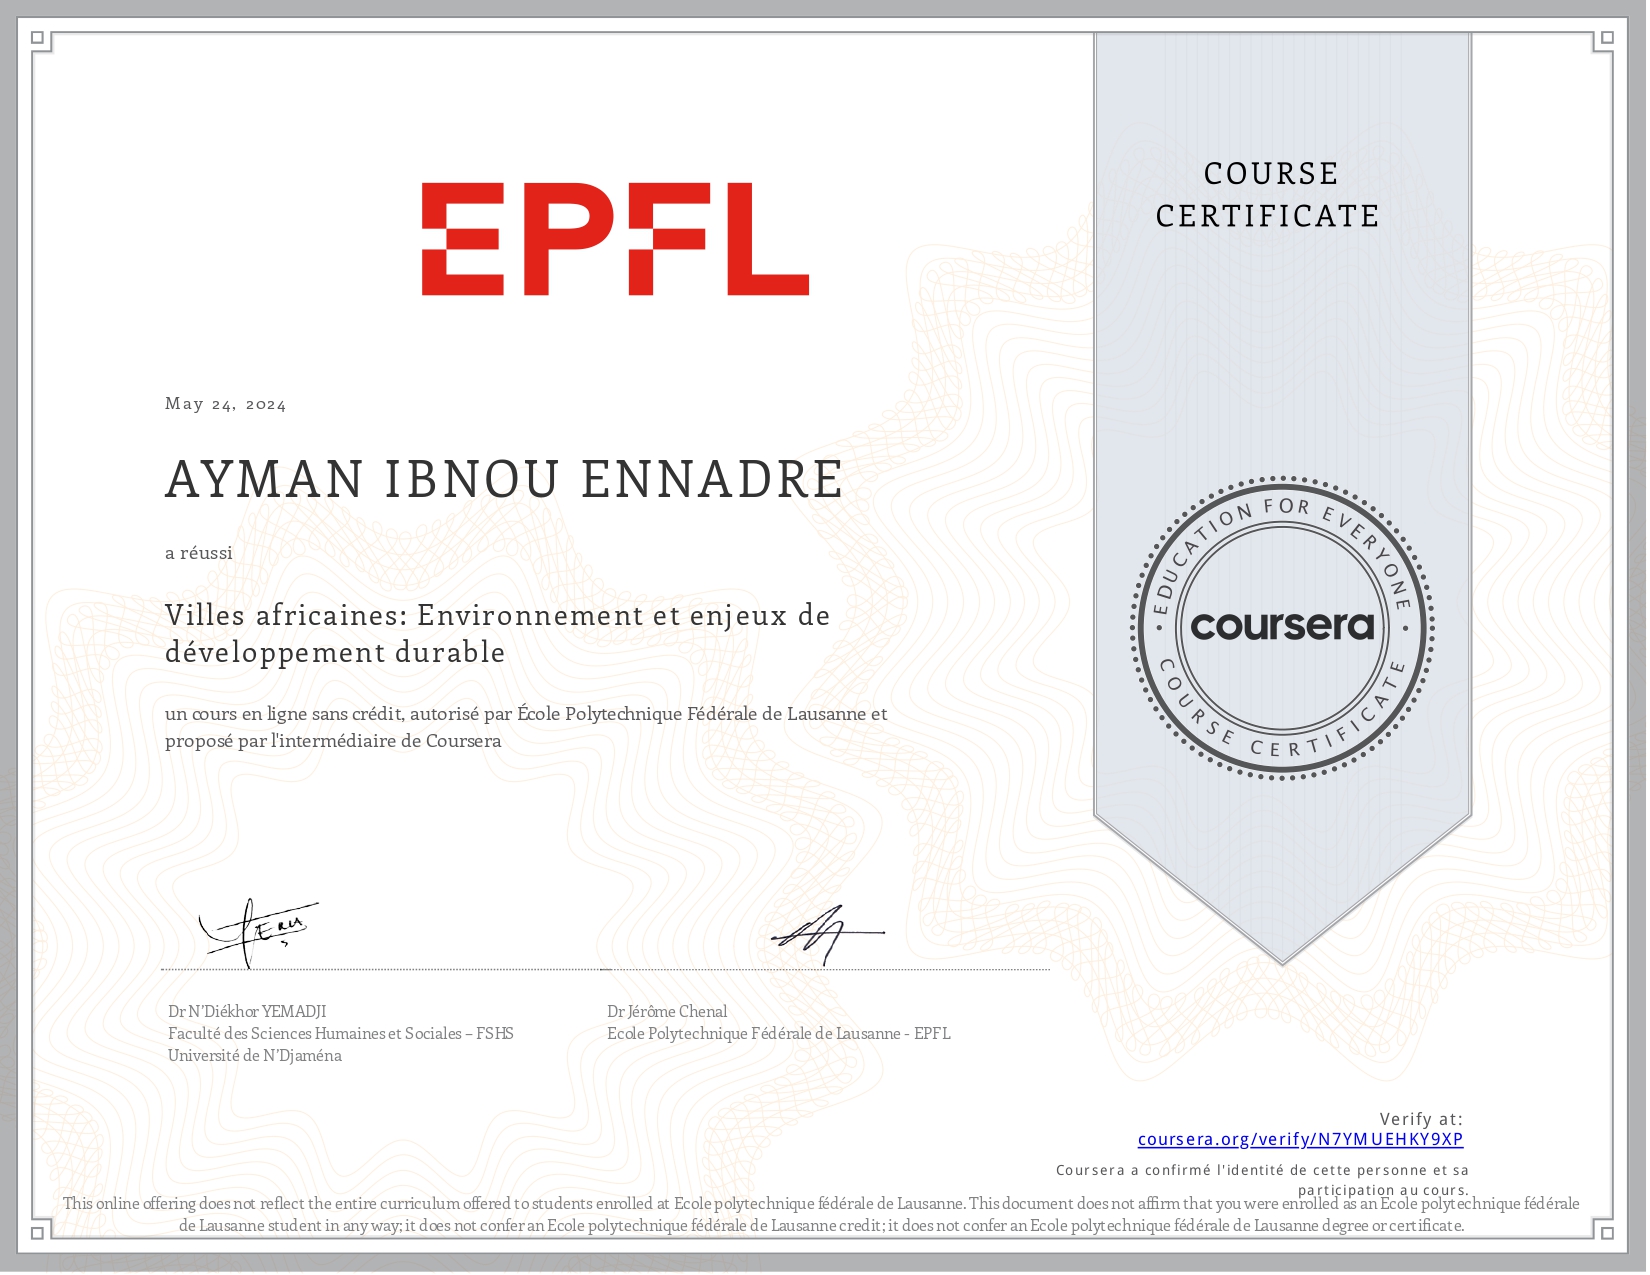 EPFL
COURSE
CERTIFICATE
May 24, 2024
AYMAN IBNOU ENNADRE
a réussi
Villes africaines: Environnement et enjeux de
développement durable
un cours en ligne sans crédit, autorisé par École Polytechnique Fédérale de Lausanne et
proposé par l'intermédiaire de Coursera
EDUCATION FOR EVERYONE
coursera
COURSE CERTIFICATE
Dr N’Diékhor YEMADJI
Faculté des Sciences Humaines et Sociales – FSHS
Université de N’Djaména
Dr Jérôme Chenal
Ecole Polytechnique Fédérale de Lausanne - EPFL
Verify at:
coursera.org/verify/N7YMUEHKY9XP
Coursera a confirmé l'identité de cette personne et sa
participation au cours.
This online offering does not reflect the entire curriculum offered to students enrolled at Ecole polytechnique fédérale de Lausanne. This document does not affirm that you were enrolled as an Ecole polytechnique fédérale
de Lausanne student in any way; it does not confer an Ecole polytechnique fédérale de Lausanne credit; it does not confer an Ecole polytechnique fédérale de Lausanne degree or certificate.